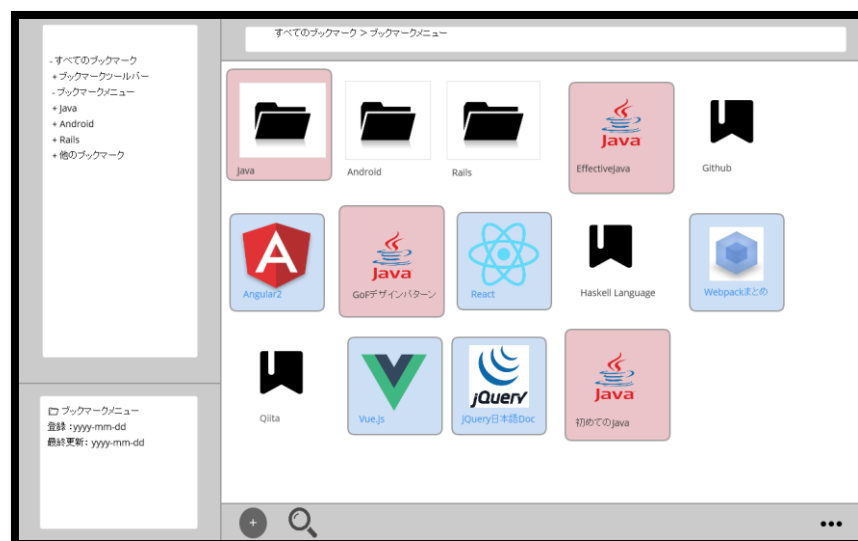 すべてのブックマーク > ブックマークメニュー
- すべてのブックマーク
+ ブックマークツールバー
- ブックマークメニュー
+ Java
+ Android
+ Rails
+ 他のブックマーク
Java
Android
Rails
Java
EffectiveJava
Github
Angular2
Java
GoFデザインパターン
React
Haskell Language
Webpackまとめ
Qiita
Vue.js
jQuery
jQuery日本語Doc
Java
初めてのJava
ブックマークメニュー
登録 : yyyy-mm-dd
最終更新 : yyyy-mm-dd